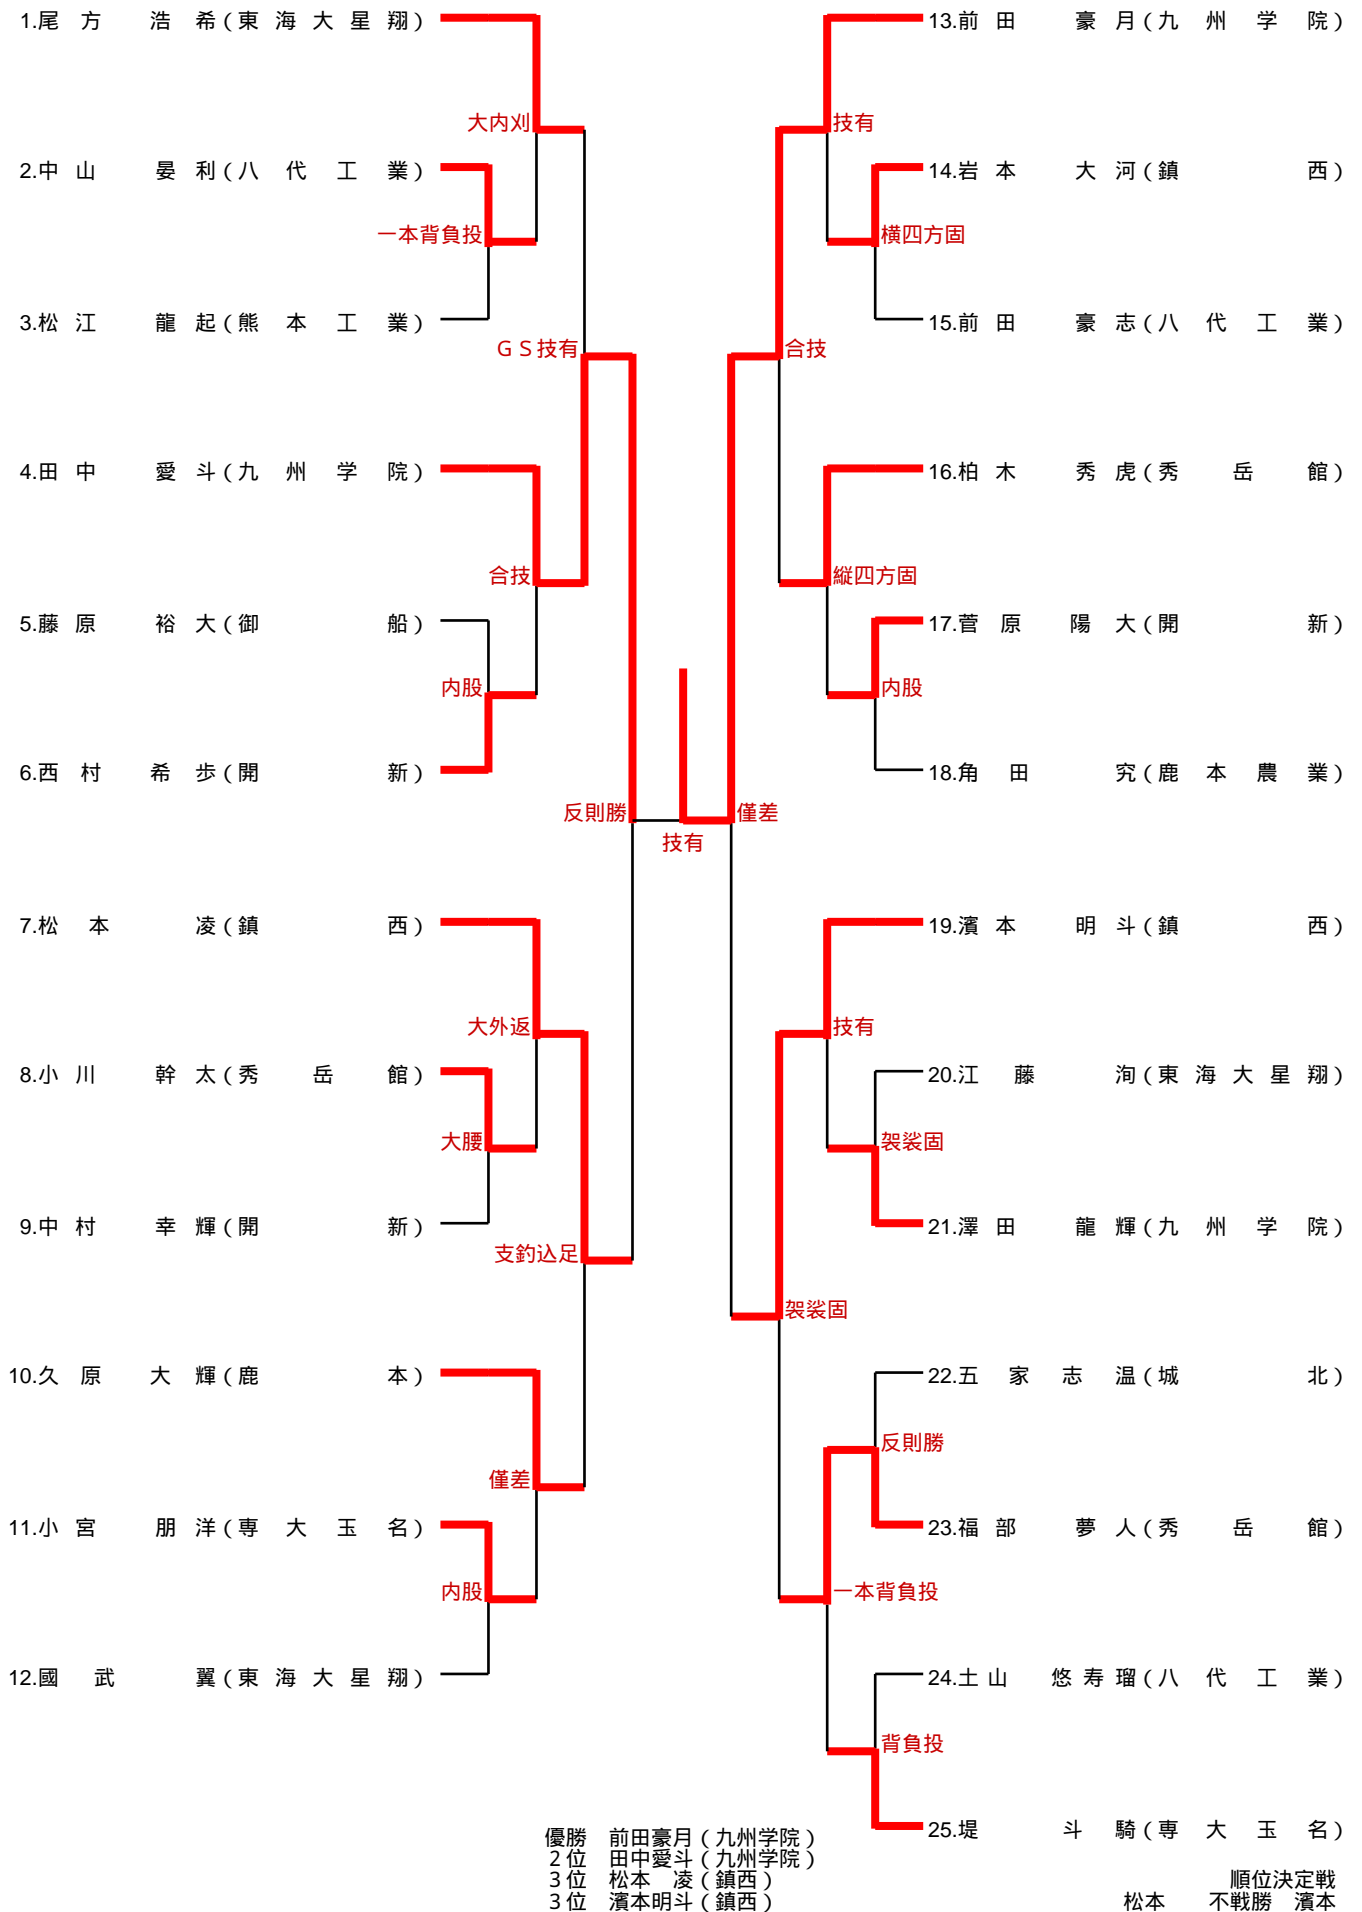 1.尾方　浩希(東海大星翔)
大内刈
2.中山　晏利(八代工業)
一本背負投
3.松江　龍起(熊本工業)
ＧＳ技有
4.田中　愛斗(九州学院)
合技
5.藤原　裕大(御船)
内股
6.西村　希歩(開新)
反則勝
7.松本　凌(鎮西)
大外返
8.小川　幹太(秀岳館)
大腰
9.中村　幸輝(開新)
支釣込足
10.久原　大輝(鹿本)
僅差
11.小宮　朋洋(専大玉名)
内股
12.國武　翼(東海大星翔)
技有
13.前田　豪月(九州学院)
技有
14.岩本　大河(鎮西)
横四方固
15.前田　豪志(八代工業)
合技
16.柏木　秀虎(秀岳館)
縦四方固
17.菅原　陽大(開新)
内股
18.角田　究(鹿本農業)
僅差
19.濱本　明斗(鎮西)
技有
20.江藤　洵(東海大星翔)
袈裟固
21.澤田　龍輝(九州学院)
袈裟固
22.五家　志温(城北)
反則勝
23.福部　夢人(秀岳館)
一本背負投
24.土山　悠寿瑠(八代工業)
背負投
25.堤　斗騎(専大玉名)
優勝　前田豪月(九州学院)
２位　田中愛斗(九州学院)
３位　松本　凌(鎮西)
３位　濱本明斗(鎮西)
順位決定戦
松本　不戦勝　濱本